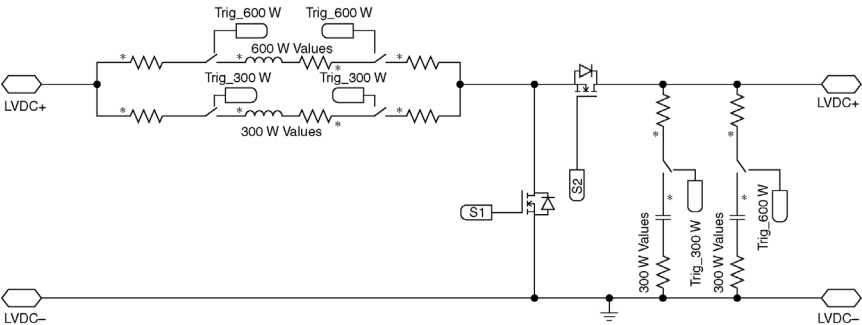 Trig_600 W Trig_600 W
* * 600 W Values * *
LVDC+ Trig_300 W Trig_300 W LVDC+
* * 300 W Values * *
* *
S2
S1
* *
300 W Values
Trig_300 W
300 W Values
Trig_600 W
LVDC– LVDC–